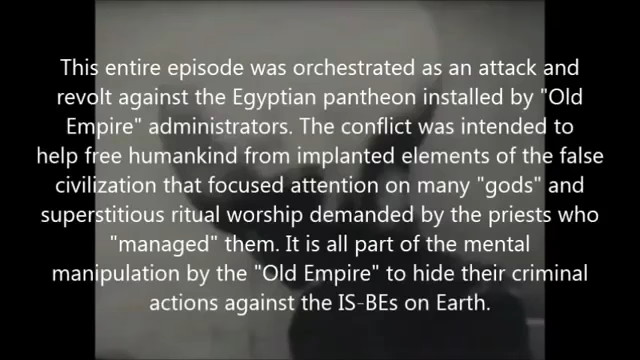 This entire episode was orchestrated as an attack and
revolt against the Egyptian pantheon installed by "Old
Empire" administrators. The conflict was intended to
help free humankind from implanted elements of the false
civilization that focused attention on many "gods" and
superstitious ritual worship demanded by the priests who
"managed" them. It is all part of the mental
manipulation by the "Old Empire" to hide their criminal
actions against the IS-BEs on Earth.